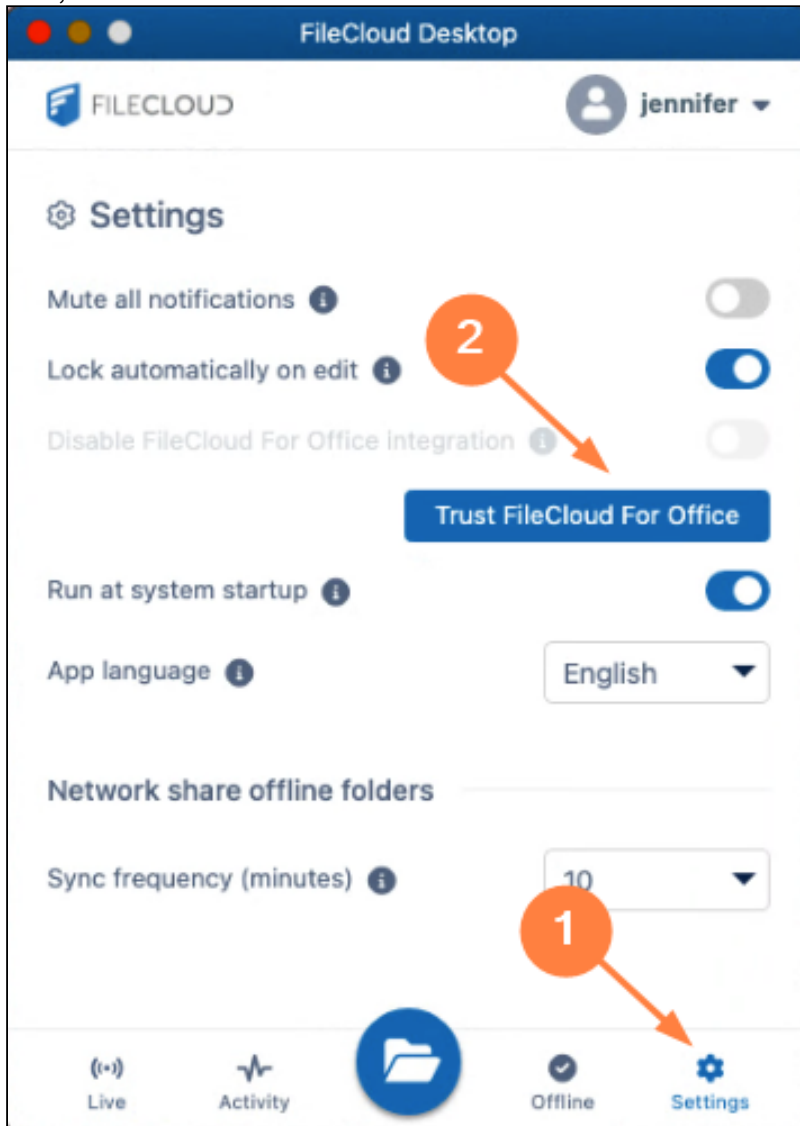 FileCloud Desktop
FILECLOUD
jennifer
Settings
Mute all notifications
2
Lock automatically on edit
Disable FileCloud For Office integration
Trust FileCloud For Office
Run at system startup
App language
English
Network share offline folders
Sync frequency (minutes)
10
1
Live
Activity
Offline
Settings